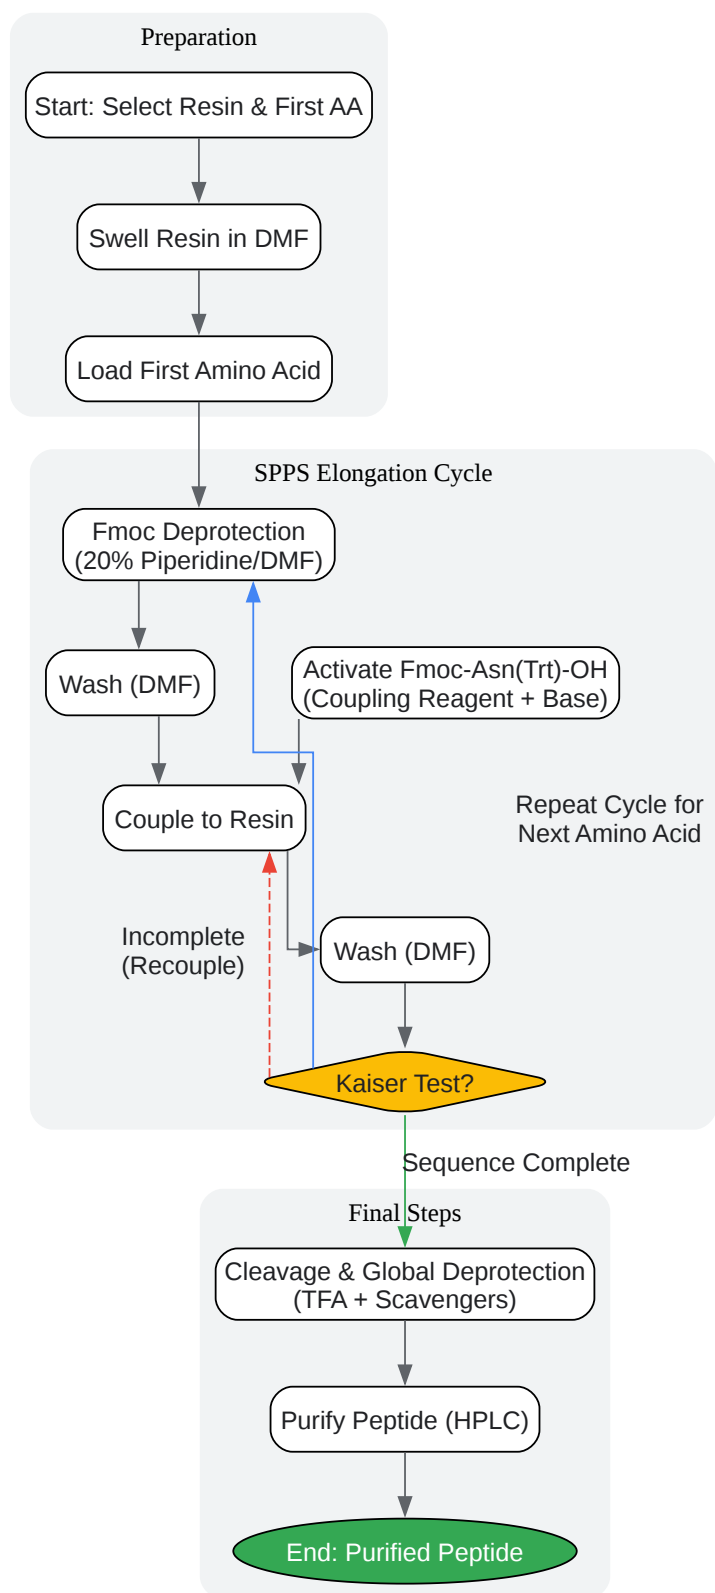 Preparation
Start: Select Resin & First AA
Swell Resin in DMF
Load First Amino Acid
SPPS Elongation Cycle
Fmoc Deprotection
(20% Piperidine/DMF)
Wash (DMF)
Activate Fmoc-Asn(Trt)-OH
(Coupling Reagent + Base)
Couple to Resin
Repeat Cycle for
Next Amino Acid
Incomplete
(Recouple)
Wash (DMF)
Kaiser Test?
Sequence Complete
Final Steps
Cleavage & Global Deprotection
(TFA + Scavengers)
Purify Peptide (HPLC)
End: Purified Peptide